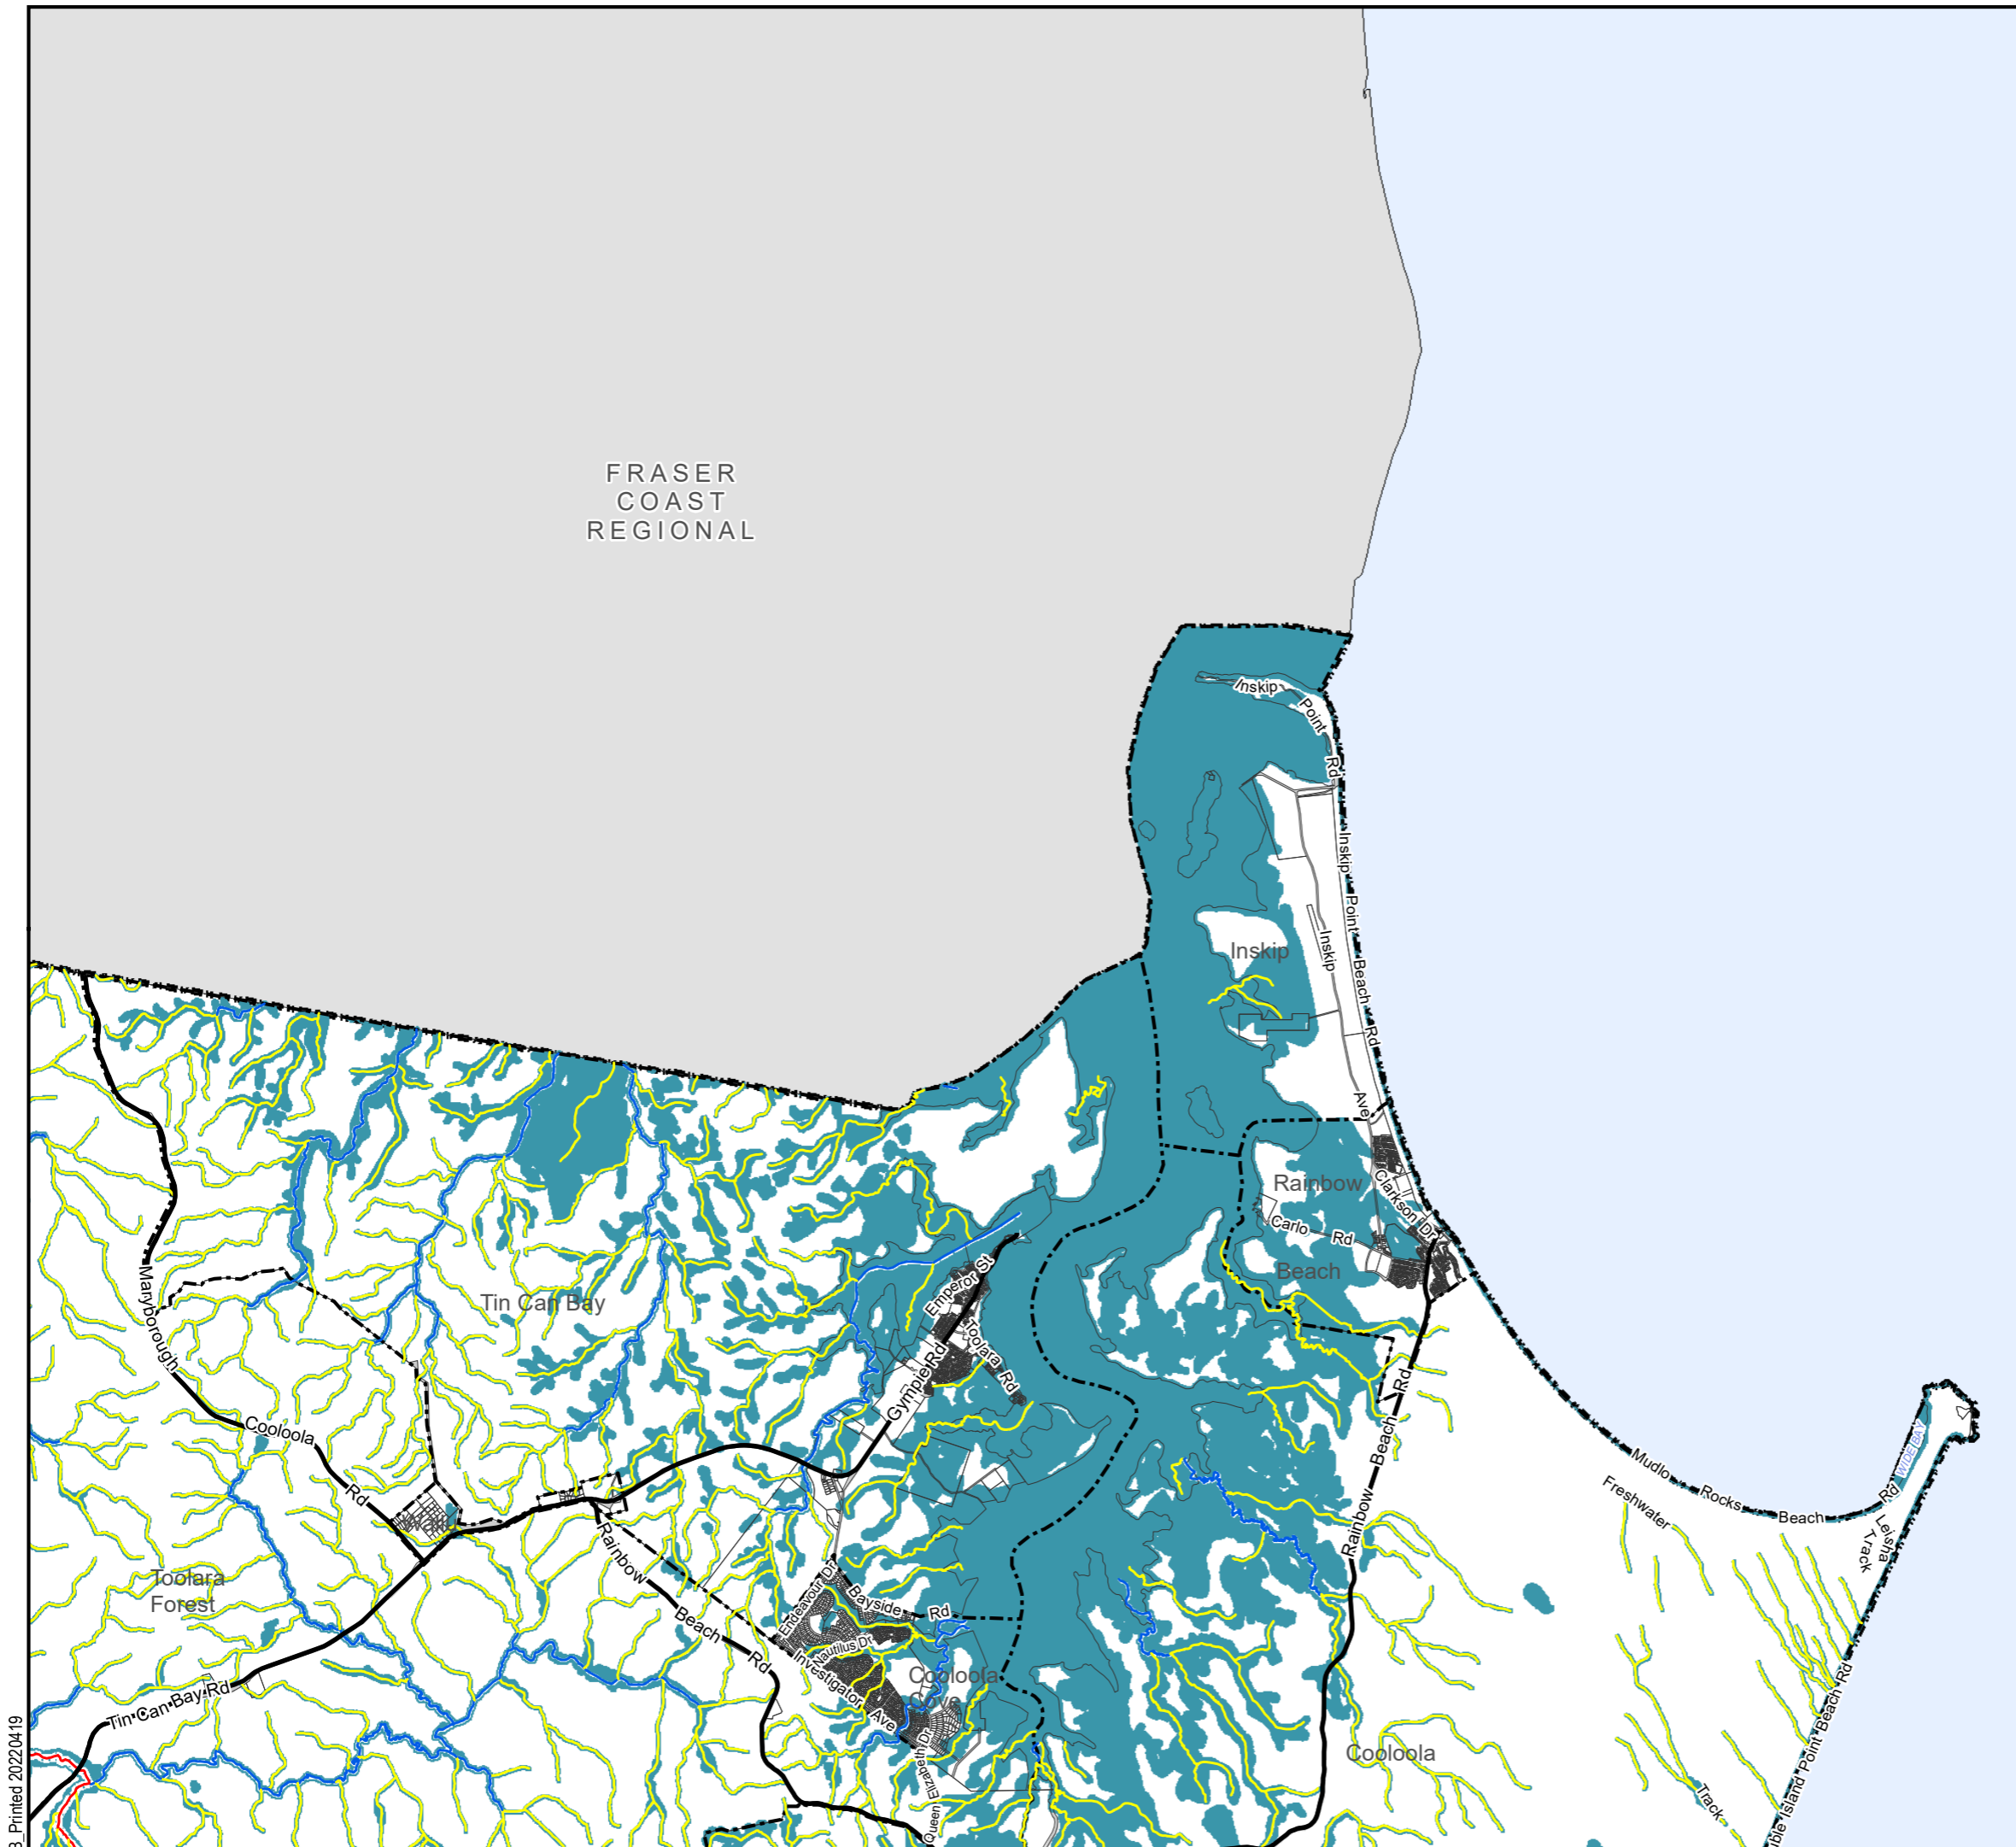 FRASER
COAST
REGIONAL
Inskip
Point
Rd
Inskip
Point
Beach
Rd
Inskip
Inskip
Ave
Rainbow
Beach
Clarkson Dr
Carlo Rd
Tin Can Bay
Emperor St
Toolara Rd
Gympie Rd
Maryborough
Cooloola
Rd
Rainbow
Beach
Rd
Mudlo
Rocks
Beach
Rd
WIDE BAY
Freshwater
Track
Leisha
Track
Toolara
Forest
Rainbow
Beach
Rd
Endeavour Dr
Bayside Rd
Nautilus Dr
Investigator
Ave
Cooloola
Cove
Queen Elizabeth Dr
Tin Can Bay Rd
Cooloola
Island Point Beach Rd
Printed 20220419